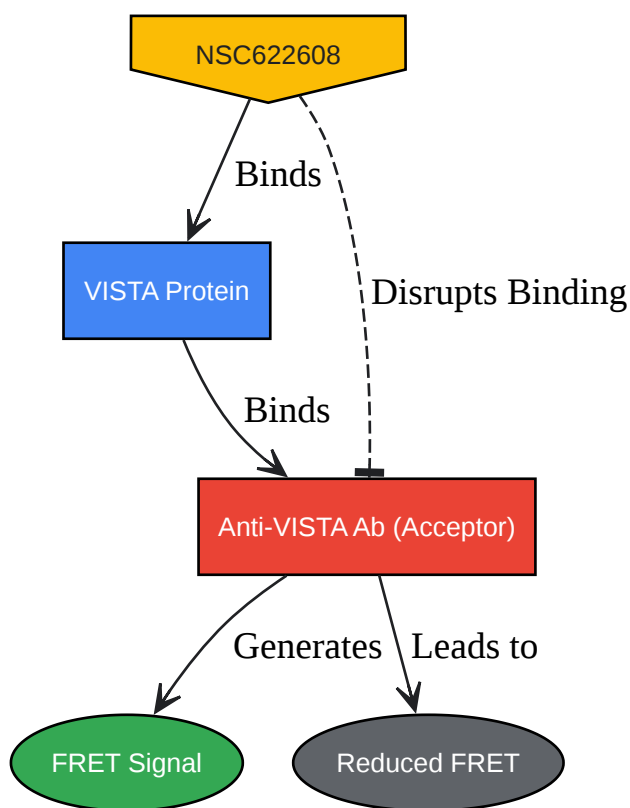 NSC622608
Binds
VISTA Protein
Disrupts Binding
Binds
Anti-VISTA Ab (Acceptor)
Generates
Leads to
FRET Signal
Reduced FRET